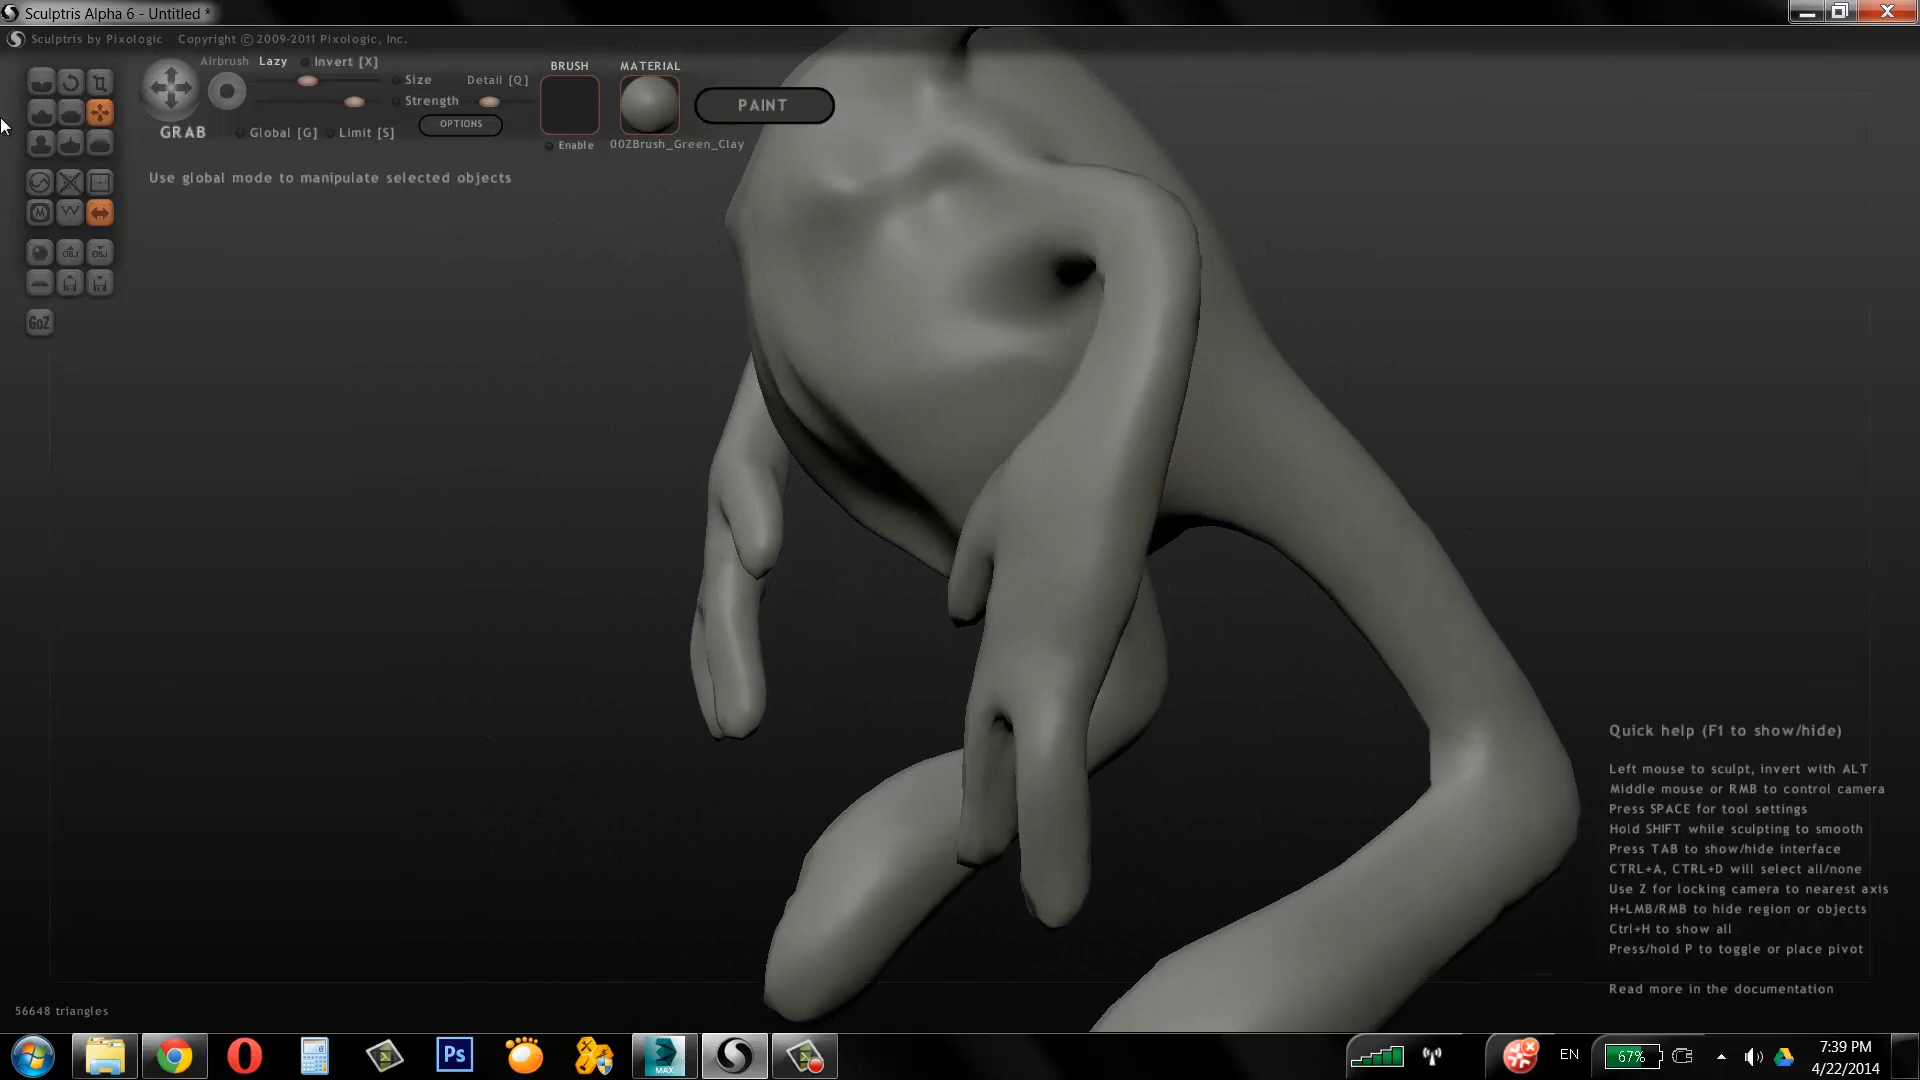 Sculptris Alpha 6 - Untitled *
Sculptris by Pixologic Copyright © 2009-2011 Pixologic, Inc.
Airbrush Lazy Invert [X]
Size Detail [Q]
Strength
GRAB
Global [G] Limit [S]
OPTIONS
BRUSH
Enable
MATERIAL
00ZBrush_Green_Clay
PAINT
Use global mode to manipulate selected objects
OBJ OBJ
GoZ
Quick help (F1 to show/hide)
Left mouse to sculpt, invert with ALT
Middle mouse or RMB to control camera
Press SPACE for tool settings
Hold SHIFT while sculpting to smooth
Press TAB to show/hide interface
CTRL+A, CTRL+D will select all/none
Use Z for locking camera to nearest axis
H+LMB/RMB to hide region or objects
Ctrl+H to show all
Press/hold P to toggle or place pivot
Read more in the documentation
56648 triangles
Ps
MAX
EN
67%
7:39 PM
4/22/2014